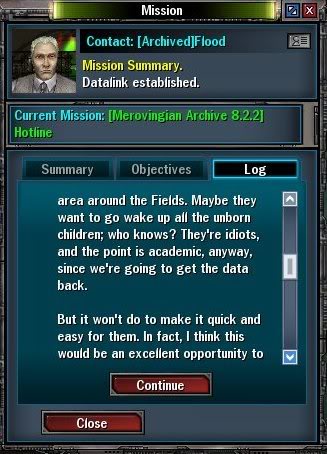 Mission
Contact: [Archived]Flood
Mission Summary.
Datalink established.
Current Mission: [Merovingian Archive 8.2.2]
Hotline
Summary
Objectives
Log
area around the Fields. Maybe they
want to go wake up all the unborn
children; who knows? They're idiots,
and the point is academic, anyway,
since we're going to get the data
back.
But it won't do to make it quick and
easy for them. In fact, I think this
would be an excellent opportunity to
Continue
Close